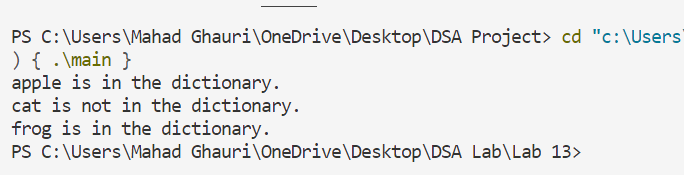 PS C:\Users\Mahad Ghauri\OneDrive\Desktop\DSA Project> cd "c:\Users
) { .\main }
apple is in the dictionary.
cat is not in the dictionary.
frog is in the dictionary.
PS C:\Users\Mahad Ghauri\OneDrive\Desktop\DSA Lab\Lab 13>